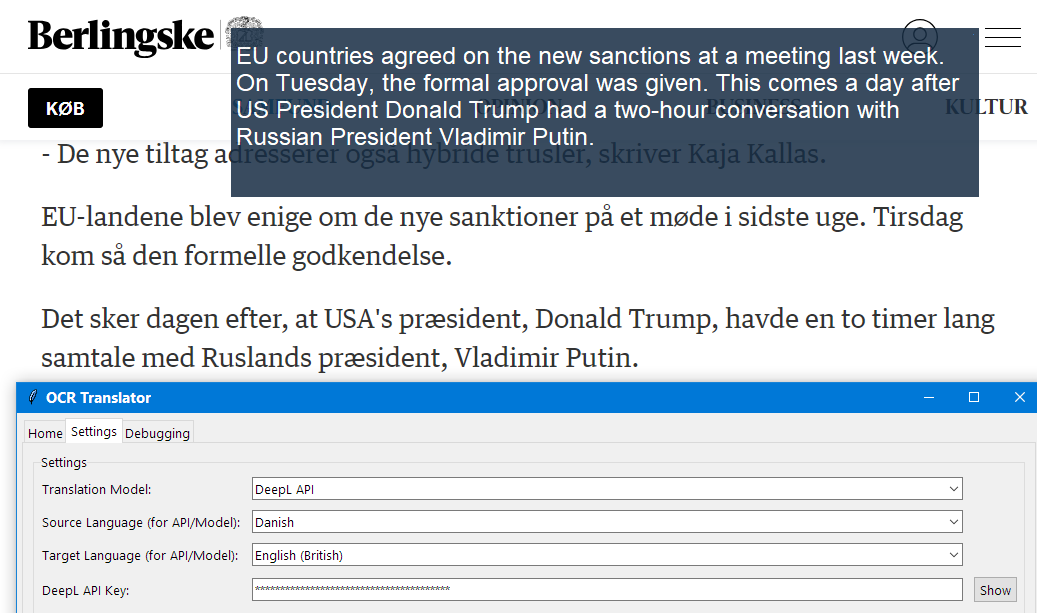 Berlingske
EU countries agreed on the new sanctions at a meeting last week.
On Tuesday, the formal approval was given. This comes a day after
US President Donald Trump had a two-hour conversation with
Russian President Vladimir Putin.
KØB
OPINION
BUSINESS
KULTUR
- De nye tiltag adresserer også hybride trusler, skriver Kaja Kallas.
EU-landene blev enige om de nye sanktioner på et møde i sidste uge. Tirsdag
kom så den formelle godkendelse.
Det sker dagen efter, at USA's præsident, Donald Trump, havde en to timer lang
samtale med Ruslands præsident, Vladimir Putin.
OCR Translator
Home Settings Debugging
Settings
Translation Model: DeepL API
Source Language (for API/Model): Danish
Target Language (for API/Model): English (British)
DeepL API Key: *************************************** Show